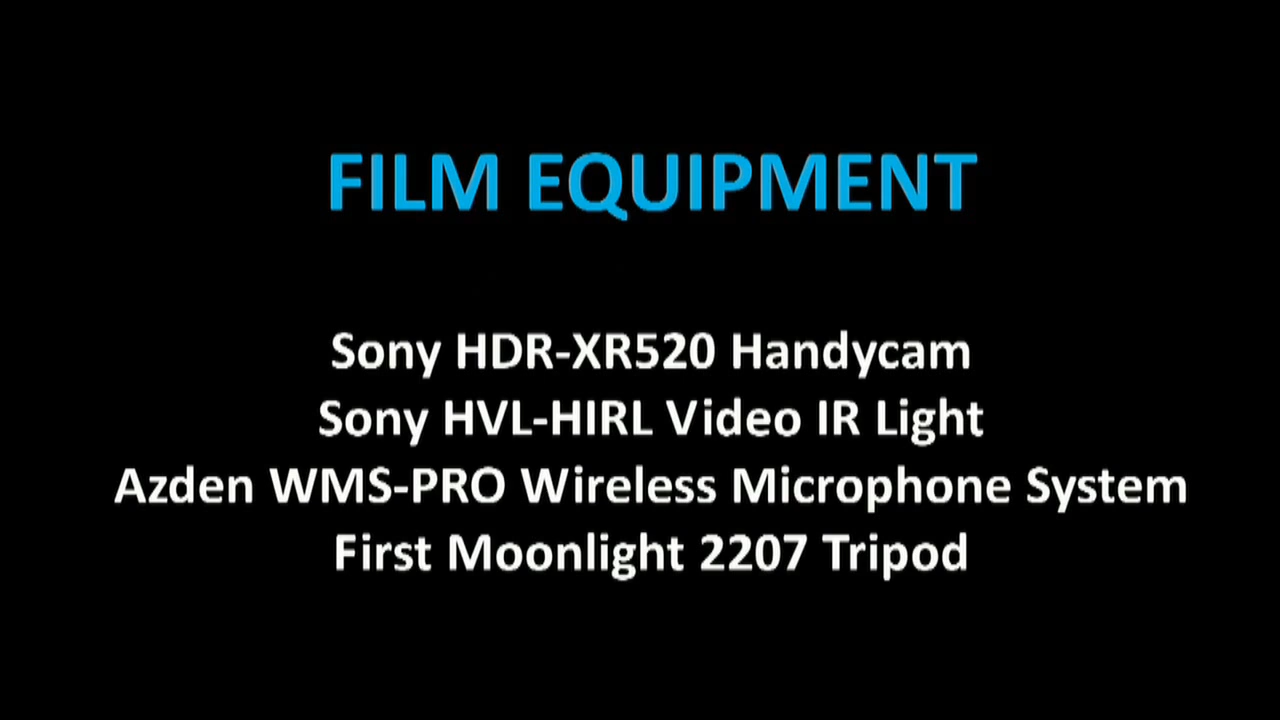 FILM EQUIPMENT
Sony HDR-XR520 Handycam
Sony HVL-HIRL Video IR Light
Azden WMS-PRO Wireless Microphone System
First Moonlight 2207 Tripod